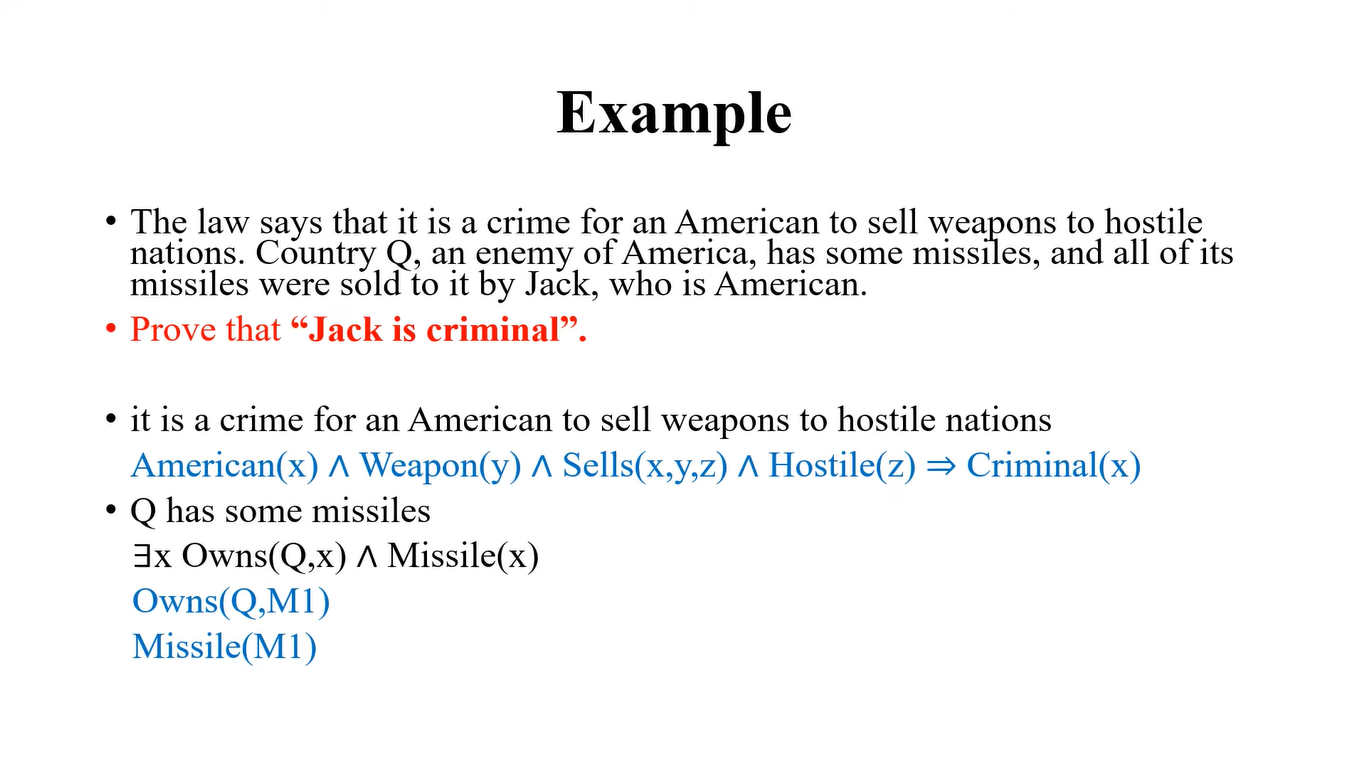 Example
• The law says that it is a crime for an American to sell weapons to hostile
nations. Country Q, an enemy of America, has some missiles, and all of its
missiles were sold to it by Jack, who is American.
• Prove that “Jack is criminal”.
• it is a crime for an American to sell weapons to hostile nations
American(x) ∧ Weapon(y) ∧ Sells(x,y,z) ∧ Hostile(z) ⇒ Criminal(x)
• Q has some missiles
∃x Owns(Q,x) ∧ Missile(x)
Owns(Q,M1)
Missile(M1)